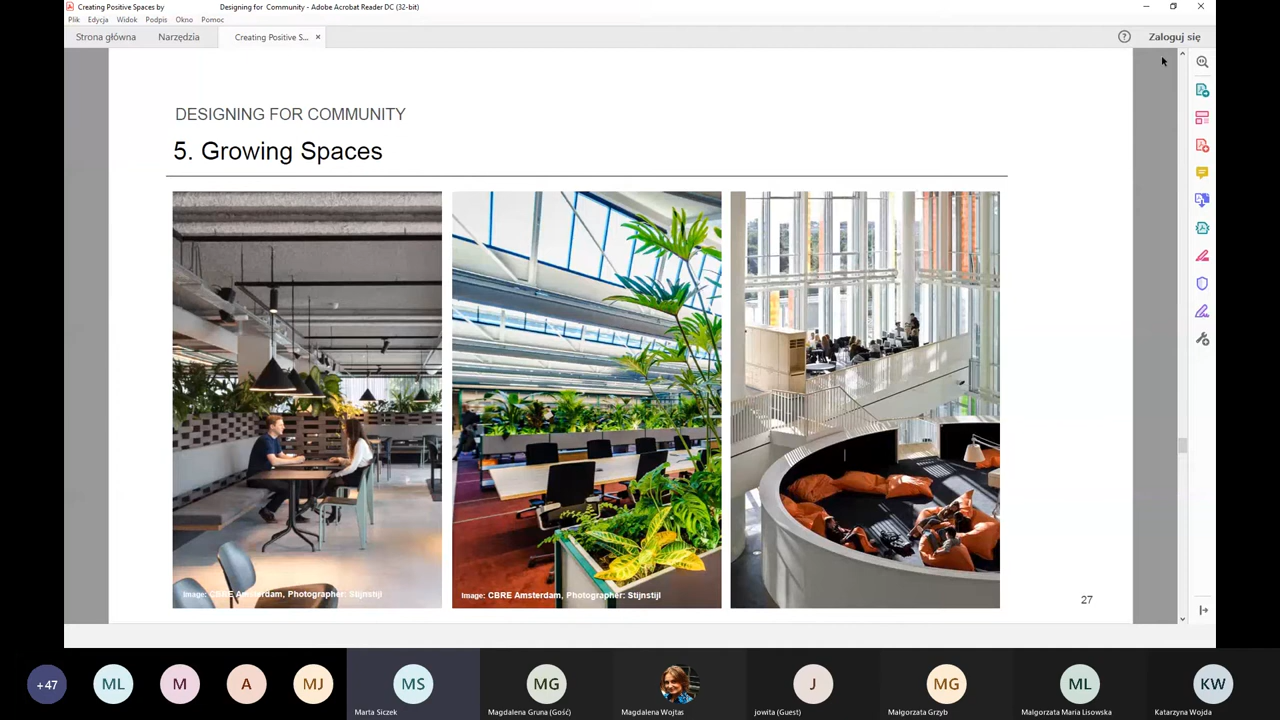 Creating Positive Spaces by Designing for Community - Adobe Acrobat Reader DC (32-bit)
Plik Edycja Widok Podpis Okno Pomoc
Strona główna Narzędzia Creating Positive S... × Zaloguj się
DESIGNING FOR COMMUNITY
5. Growing Spaces
Image: CBRE Amsterdam, Photographer: Stijnstijl
Image: CBRE Amsterdam, Photographer: Stijnstijl
27
+47 ML M A MJ MS MG J MG ML KW
Marta Siczek Magdalena Gruna (Gość) Magdalena Wojtas jowita (Guest) Małgorzata Grzyb Małgorzata Maria Lisowska Katarzyna Wojda